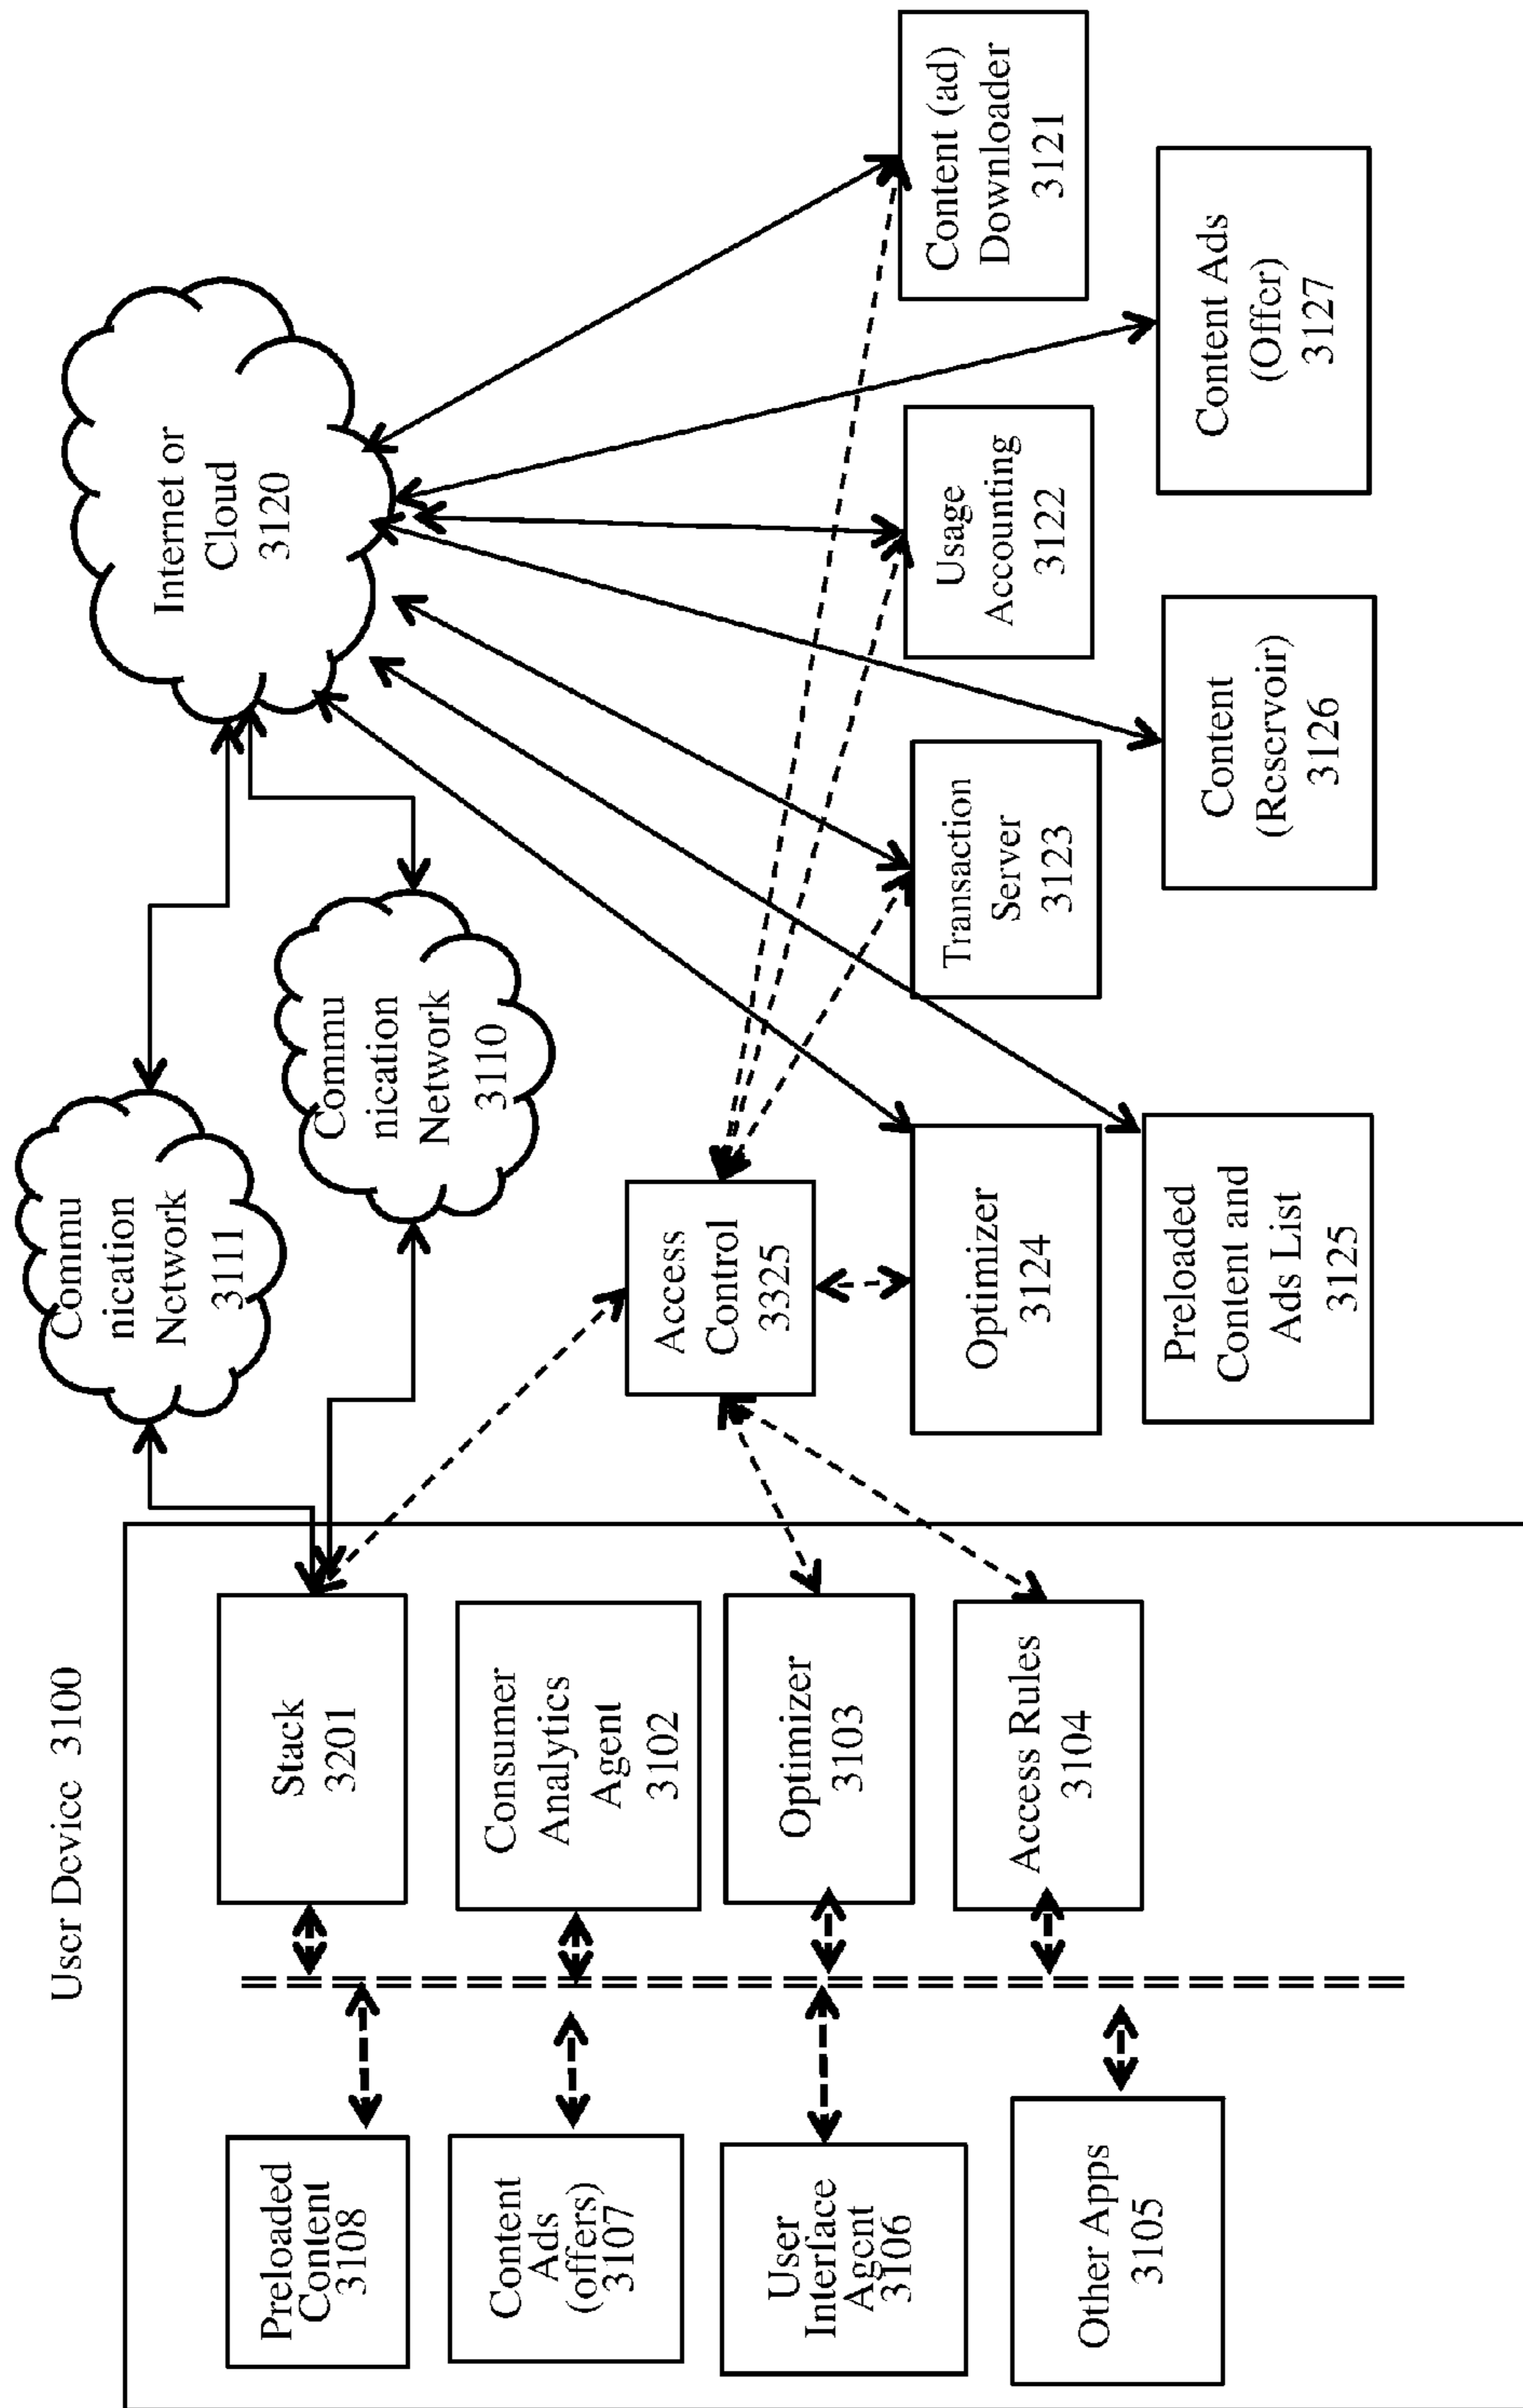 User Device 3100
Preloaded
Content
3108
Content
Ads
(offers)
3107
User
Interface
Agent
3106
Other Apps
3105
Stack
3201
Consumer
Analytics
Agent
3102
Optimizer
3103
Access Rules
3104
Commu
nication
Network
3111
Commu
nication
Network
3110
Internet or
Cloud
3120
Access
Control
3325
Optimizer
3124
Preloaded
Content and
Ads List
3125
Transaction
Server
3123
Content
(Reservoir)
3126
Usage
Accounting
3122
Content Ads
(Offer)
3127
Content (ad)
Downloader
3121